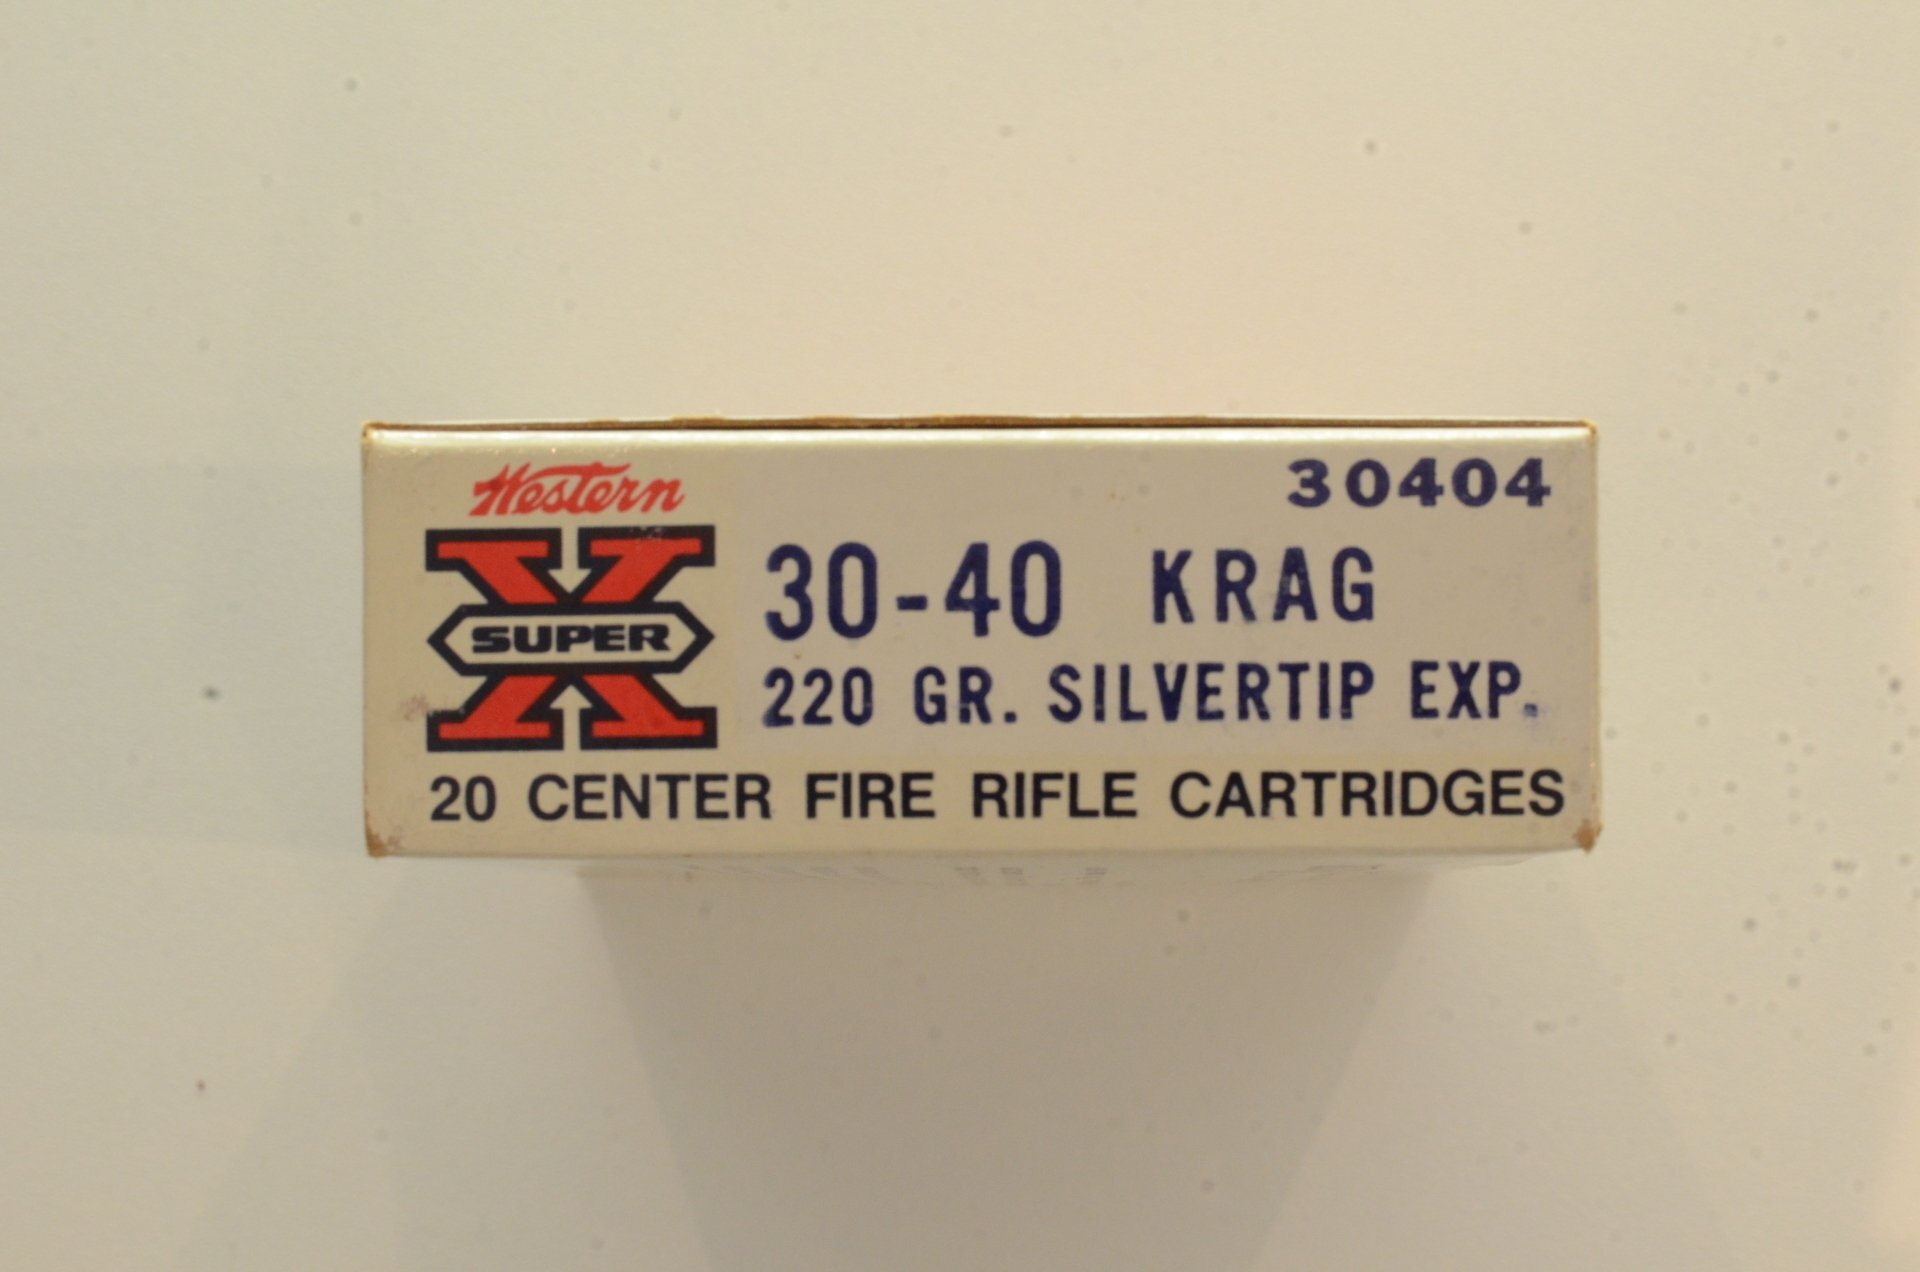 Western
30404
SUPER X
30-40 KRAG
220 GR. SILVERTIP EXP.
20 CENTER FIRE RIFLE CARTRIDGES